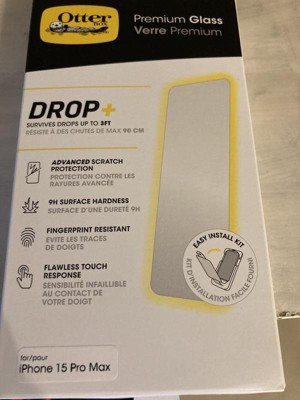 Otter
BOX
Premium Glass
Verre Premium
DROP+
SURVIVES DROPS UP TO 3FT
RÉSISTE À DES CHUTES DE MAX 90 CM
ADVANCED SCRATCH
PROTECTION
PROTECTION CONTRE LES
RAYURES AVANCÉE
9H SURFACE HARDNESS
SURFACE D'UNE DURETÉ 9H
FINGERPRINT RESISTANT
ÉVITE LES TRACES
DE DOIGTS
FLAWLESS TOUCH
RESPONSE
SENSIBILITÉ INFAILLIBLE
AU CONTACT DE
VOTRE DOIGT
EASY INSTALL KIT
KIT D'INSTALLATION FACILE FOURNI
for/pour
iPhone 15 Pro Max